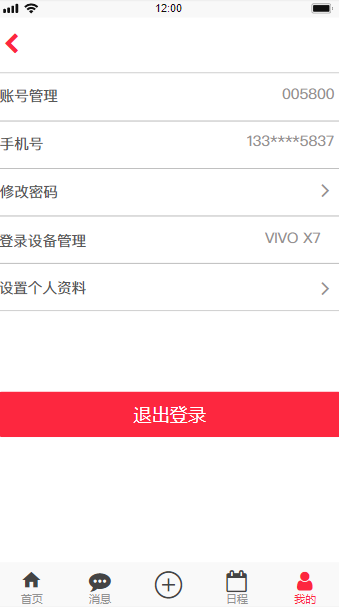 12:00
账号管理 005800
手机号 133****5837
修改密码
登录设备管理 VIVO X7
设置个人资料
退出登录
首页 消息 日程 我的